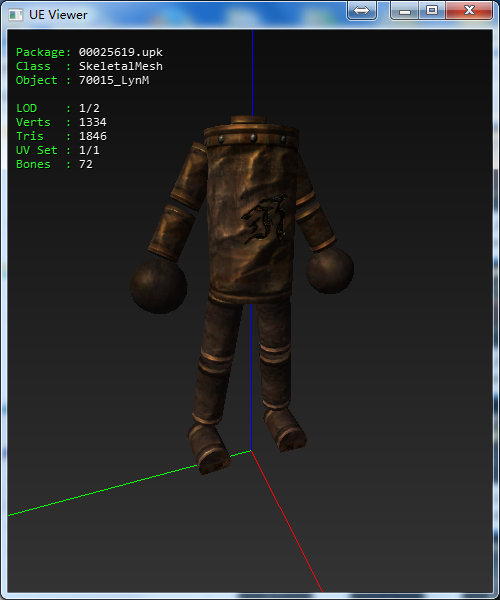 UE Viewer
Package: 00025619.upk
Class : SkeletalMesh
Object : 70015_LynM
LOD : 1/2
Verts : 1334
Tris : 1846
UV Set : 1/1
Bones : 72